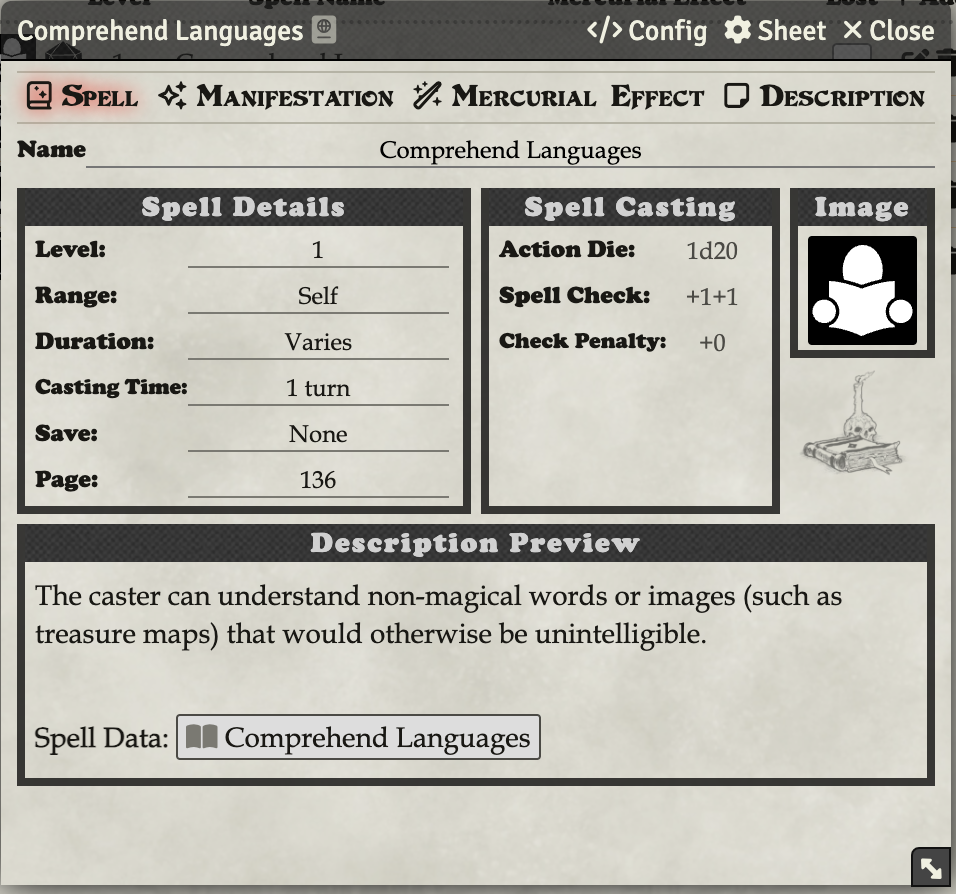 Comprehend Languages </> Config Sheet Close
Spell Manifestation Mercurial Effect Description
Name Comprehend Languages
Spell Details
Level: 1
Range: Self
Duration: Varies
Casting Time: 1 turn
Save: None
Page: 136
Spell Casting
Action Die: 1d20
Spell Check: +1+1
Check Penalty: +0
Image
Description Preview
The caster can understand non-magical words or images (such as
treasure maps) that would otherwise be unintelligible.
Spell Data: Comprehend Languages